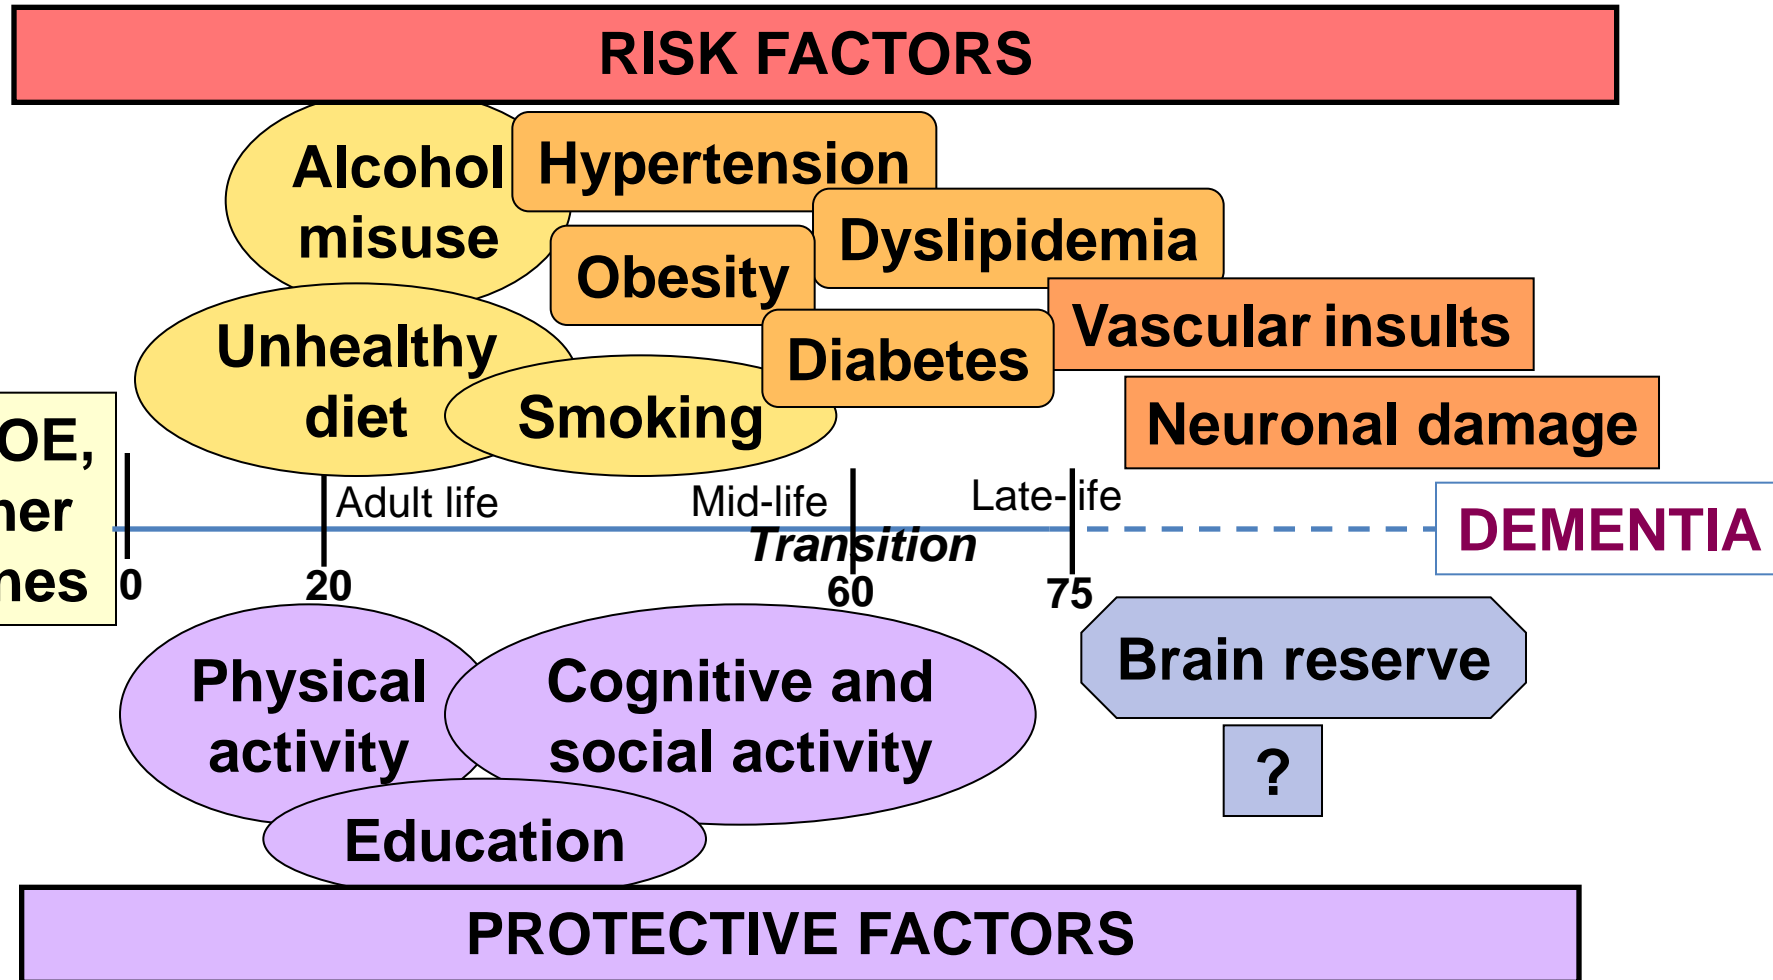 RISK FACTORS
Alcohol
misuse
Hypertension
Dyslipidemia
Obesity
Vascular insults
Diabetes
Unhealthy
diet
Smoking
Neuronal damage
OE,
ner
nes
Adult life
Mid-life
Late-life
Transition
DEMENTIA
0
20
60
75
Physical
activity
Cognitive and
social activity
Education
Brain reserve
?
PROTECTIVE FACTORS